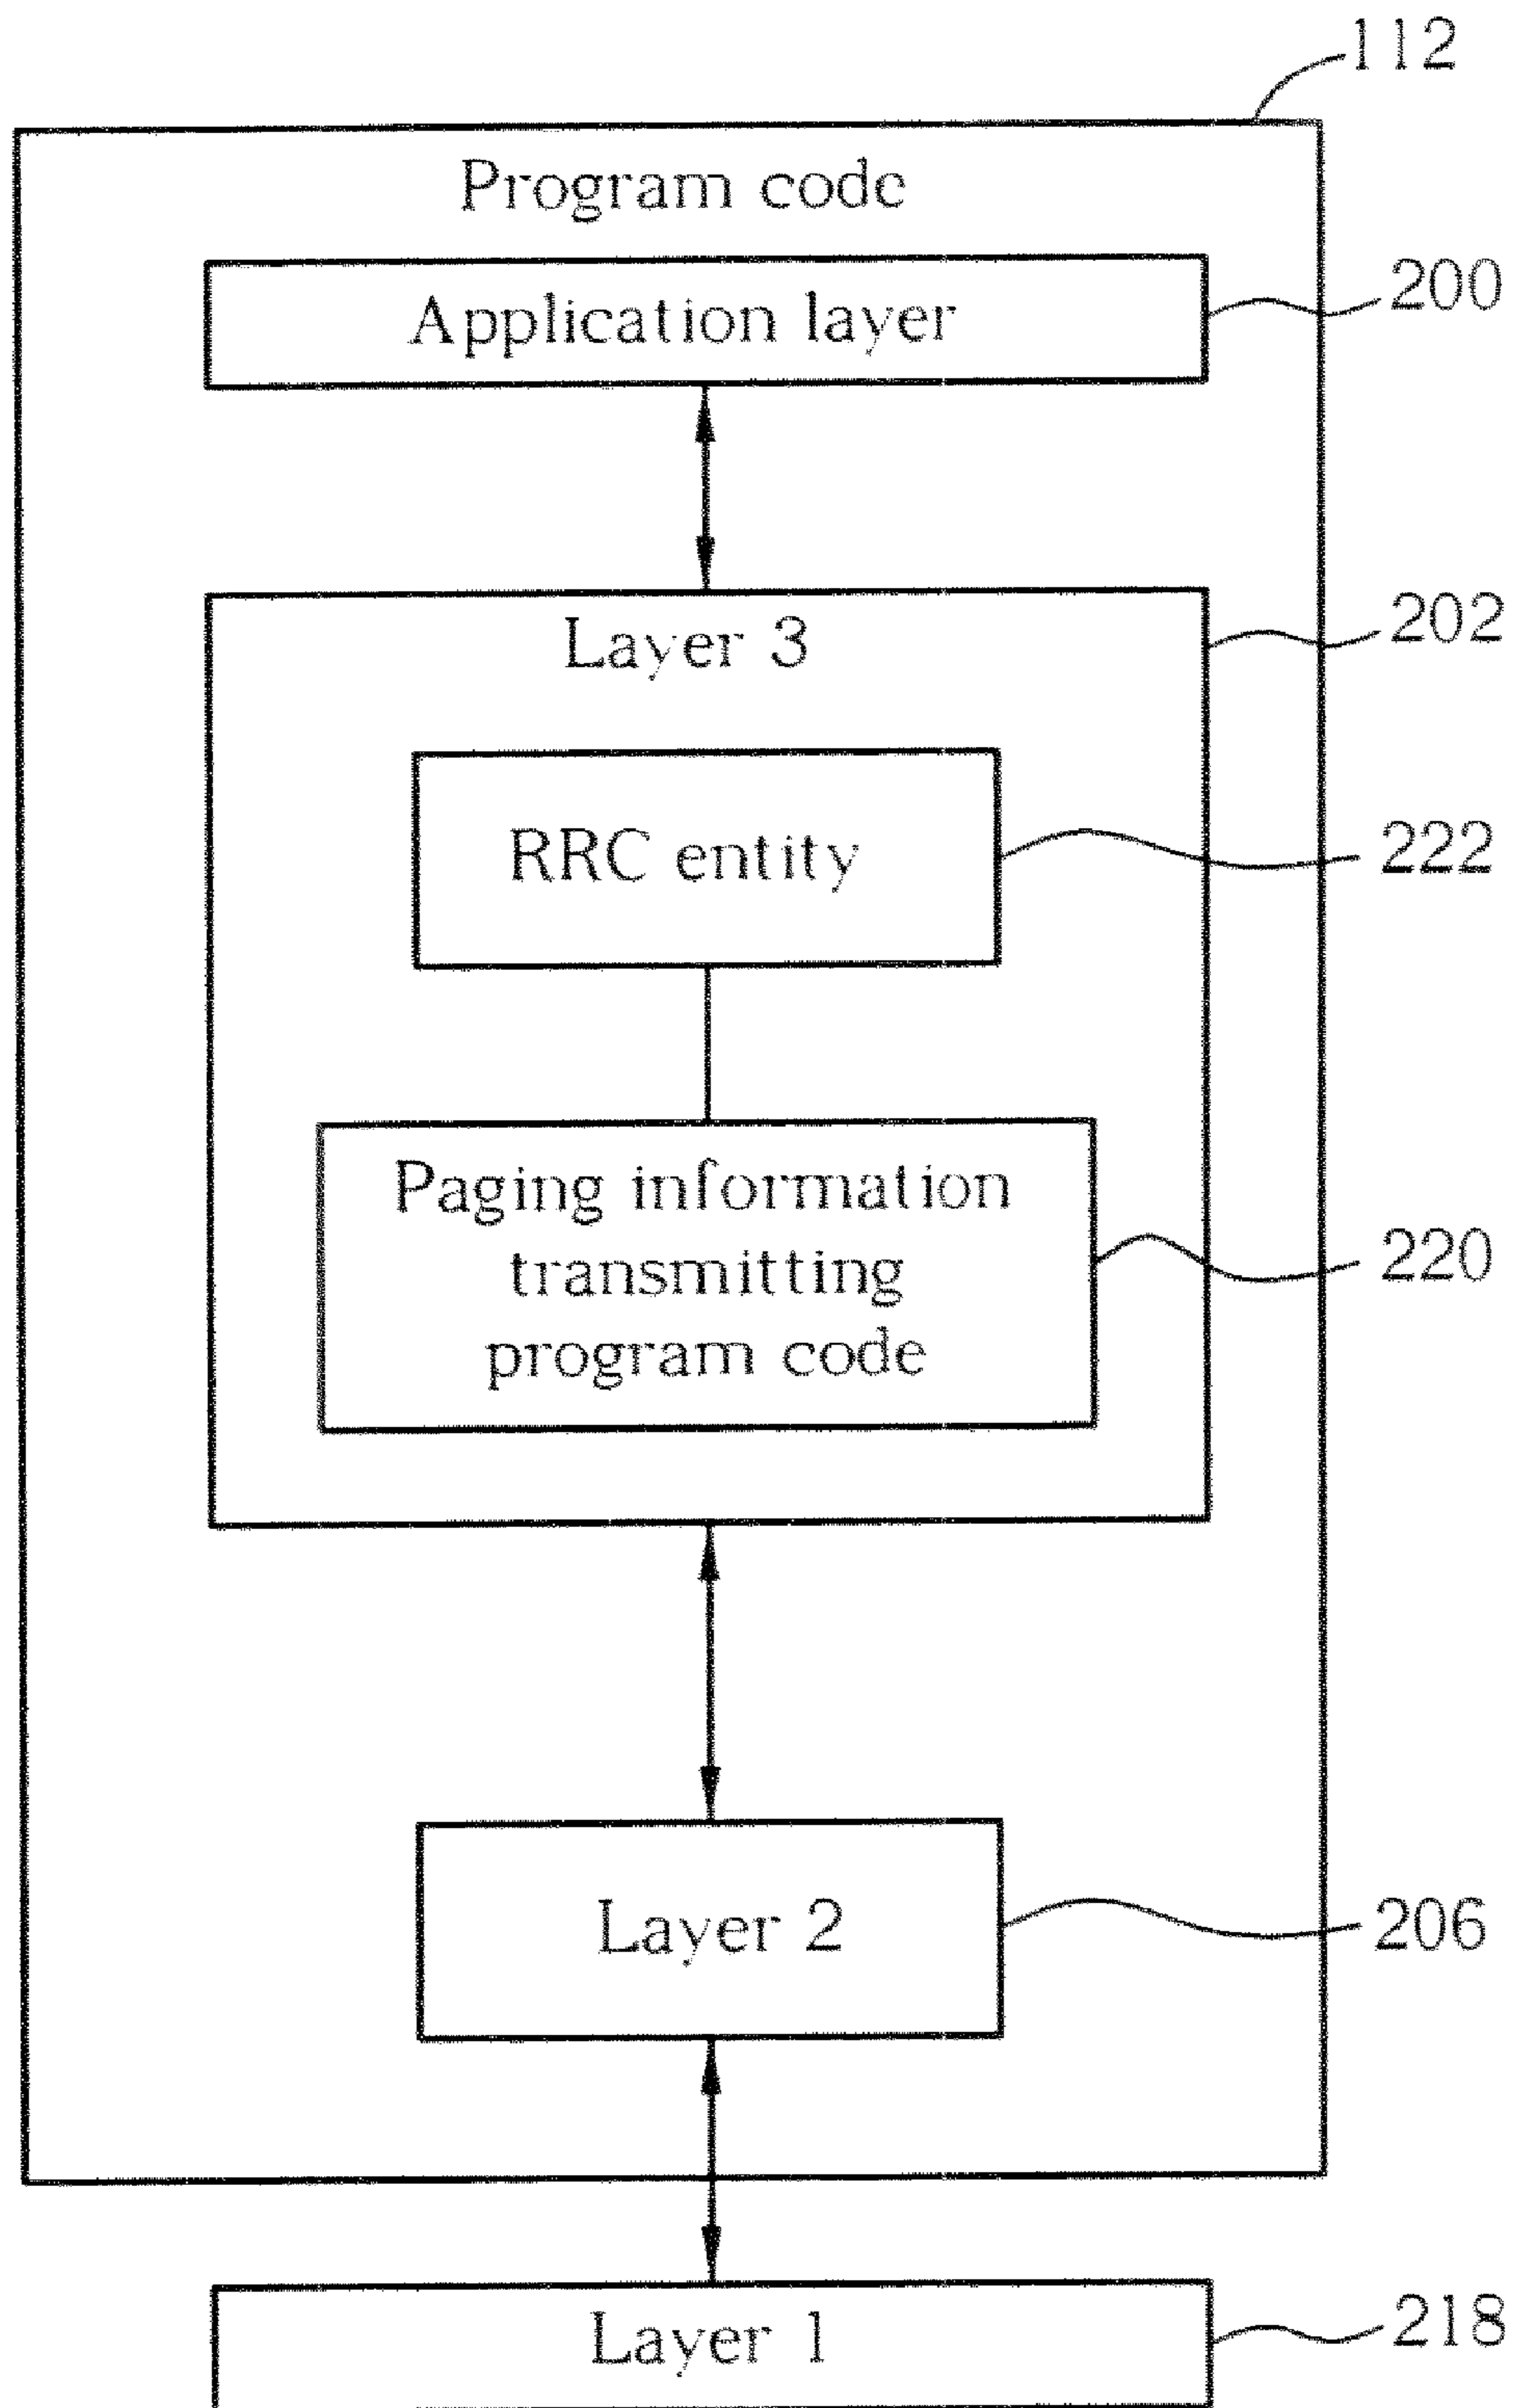 112
Program code
Application layer
200
Layer 3
202
RRC entity
222
Paging information
transmitting
program code
220
Layer 2
206
Layer 1
218